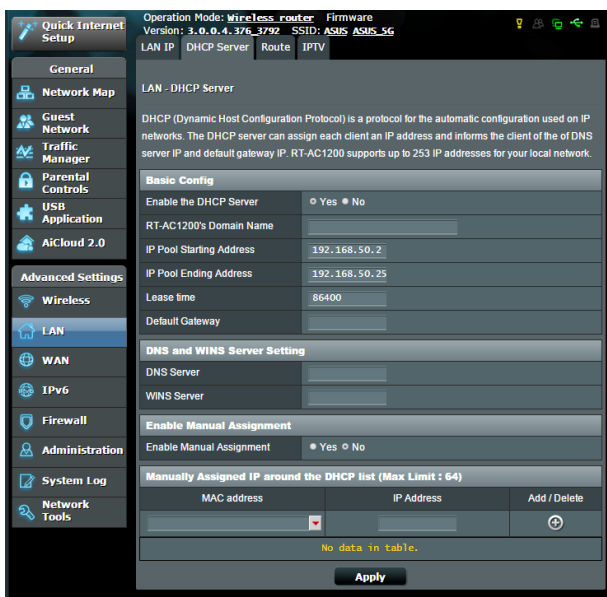 Quick Internet
Setup
General
Network Map
Guest
Network
Traffic
Manager
Parental
Controls
USB
Application
AiCloud 2.0
Advanced Settings
Wireless
LAN
WAN
IPv6
Firewall
Administration
System Log
Network
Tools
Operation Mode: Wireless router Firmware
Version: 3.0.0.4.376_3792 SSID: ASUS ASUS_5G
LAN IP DHCP Server Route IPTV
LAN - DHCP Server
DHCP (Dynamic Host Configuration Protocol) is a protocol for the automatic configuration used on IP
networks. The DHCP server can assign each client an IP address and informs the client of the of DNS
server IP and default gateway IP. RT-AC1200 supports up to 253 IP addresses for your local network.
Basic Config
Enable the DHCP Server Yes No
RT-AC1200's Domain Name
IP Pool Starting Address 192.168.50.2
IP Pool Ending Address 192.168.50.25
Lease time 86400
Default Gateway
DNS and WINS Server Setting
DNS Server
WINS Server
Enable Manual Assignment
Enable Manual Assignment Yes No
Manually Assigned IP around the DHCP list (Max Limit : 64)
MAC address IP Address Add / Delete
No data in table.
Apply